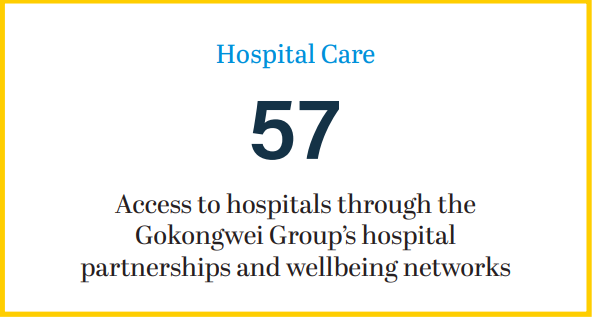 Hospital Care
57
Access to hospitals through the
Gokongwei Group’s hospital
partnerships and wellbeing networks